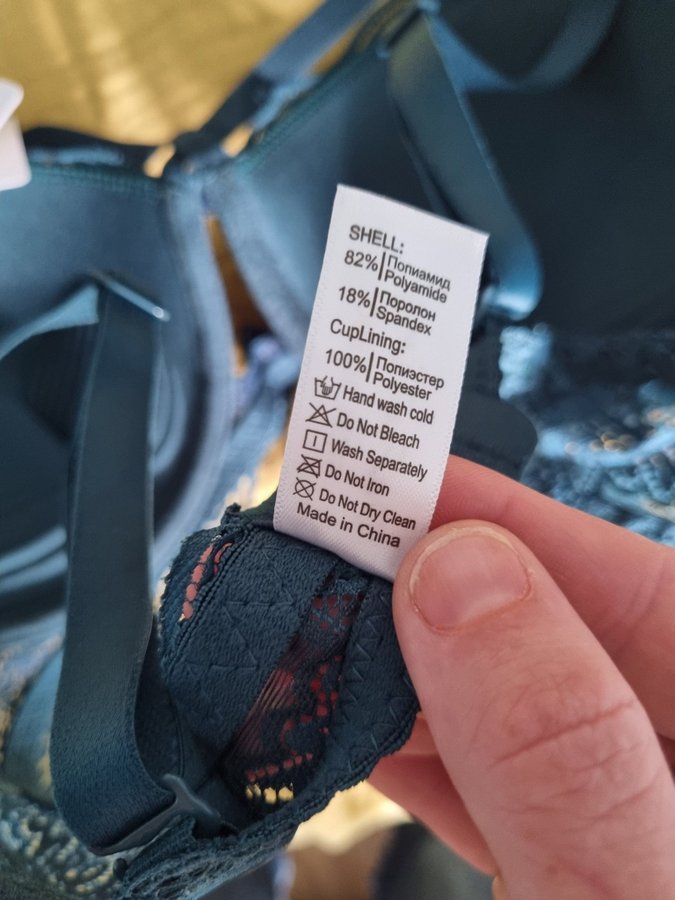 SHELL:
82% Полиамид
Polyamide
18% Поролон
Spandex
CupLining:
100% Полиэстер
Polyester
Hand wash cold
Do Not Bleach
Wash Separately
Do Not Iron
Do Not Dry Clean
Made in China